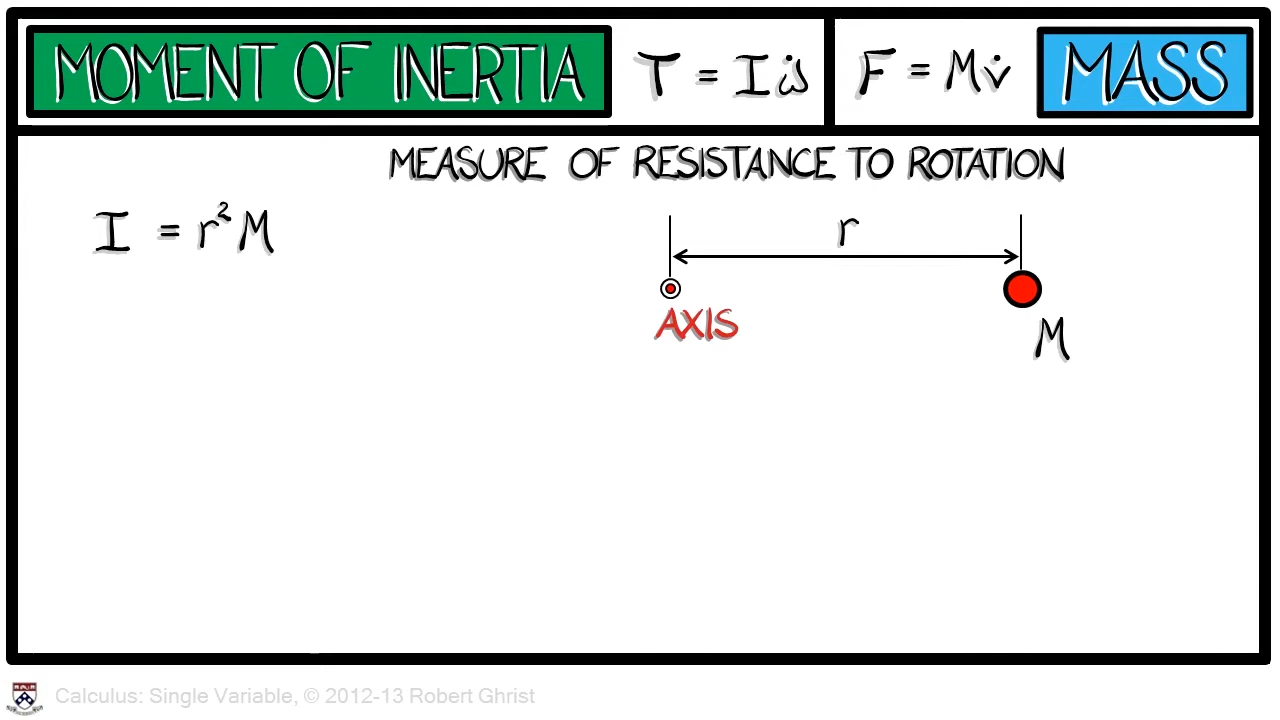 MOMENT OF INERTIA T = Iω̇ F = Mv̇ MASS
MEASURE OF RESISTANCE TO ROTATION
I = r²M
r
AXIS
M
Calculus: Single Variable, © 2012-13 Robert Ghrist